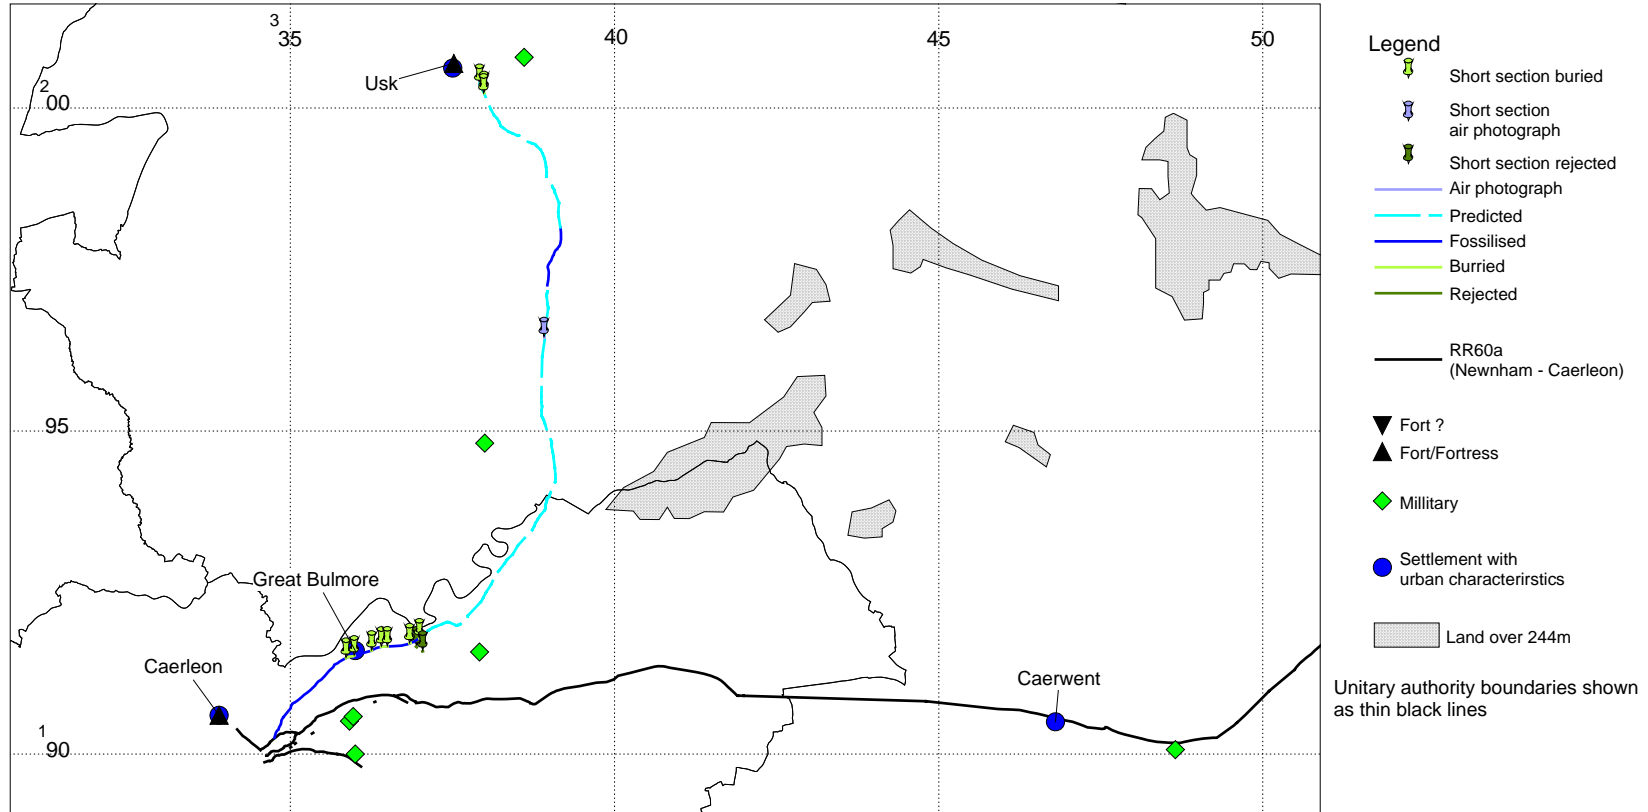 3
35
40
45
50
Usk
2
00
95
Great Bulmore
Caerleon
Caerwent
1
90
Legend
Short section buried
Short section
air photograph
Short section rejected
Air photograph
Predicted
Fossilised
Burried
Rejected
RR60a
(Newnham - Caerleon)
Fort ?
Fort/Fortress
Millitary
Settlement with
urban characterirstics
Land over 244m
Unitary authority boundaries shown
as thin black lines